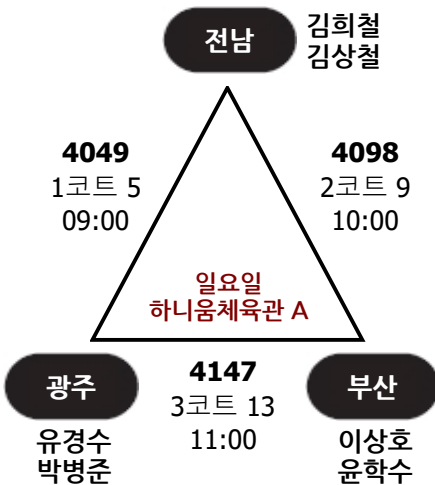 전남
김희철
김상철
4049
1코트 5
09:00
4098
2코트 9
10:00
일요일
하니움체육관 A
광주
유경수
박병준
4147
3코트 13
11:00
부산
이상호
윤학수